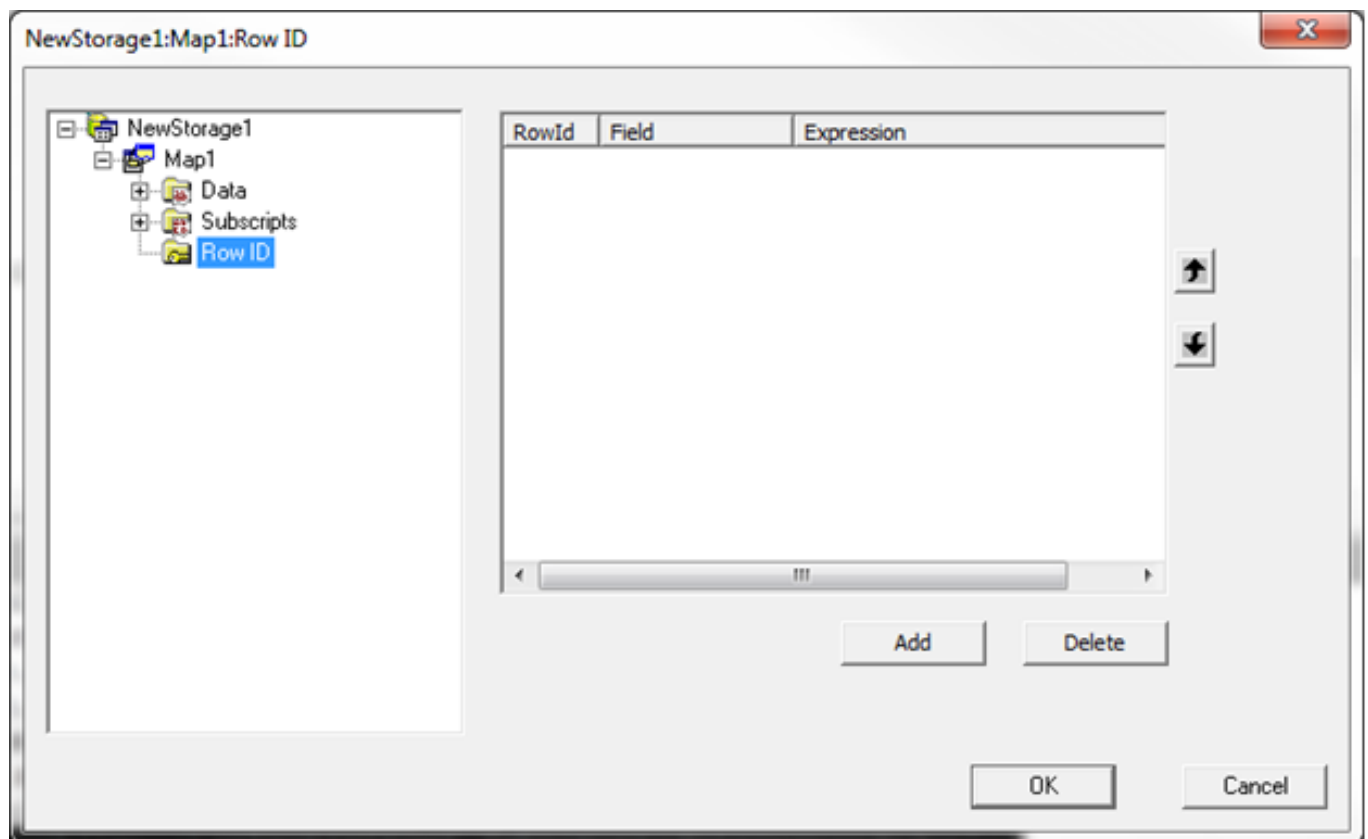 NewStorage1:Map1:Row ID
NewStorage1
Map1
Data
Subscripts
Row ID
RowId Field Expression
Add Delete
OK Cancel